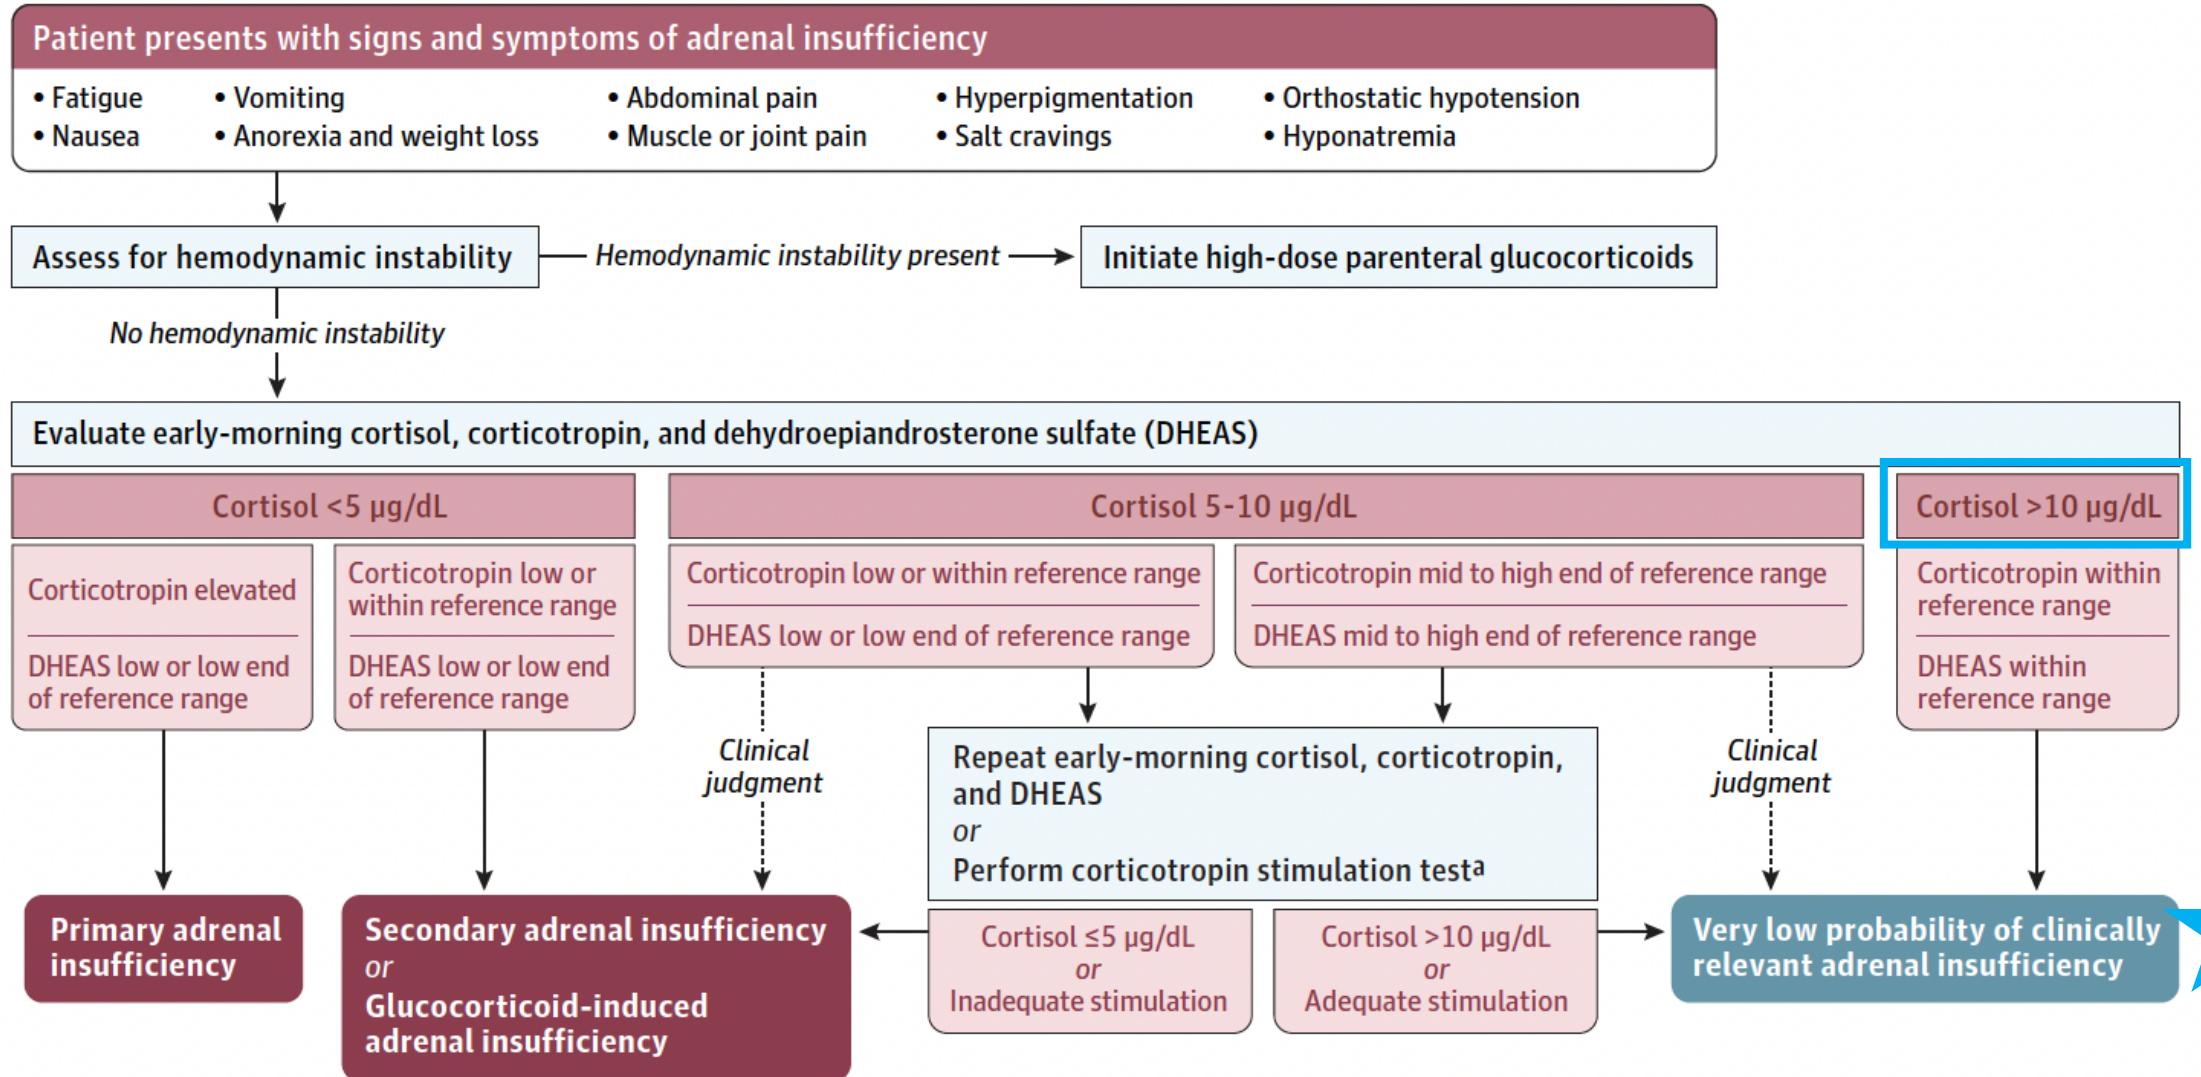 Patient presents with signs and symptoms of adrenal insufficiency
• Fatigue
• Nausea
• Vomiting
• Anorexia and weight loss
• Abdominal pain
• Muscle or joint pain
• Hyperpigmentation
• Salt cravings
• Orthostatic hypotension
• Hyponatremia
Assess for hemodynamic instability
Hemodynamic instability present
Initiate high-dose parenteral glucocorticoids
No hemodynamic instability
Evaluate early-morning cortisol, corticotropin, and dehydroepiandrosterone sulfate (DHEAS)
Cortisol <5 µg/dL
Corticotropin elevated
DHEAS low or low end
of reference range
Corticotropin low or
within reference range
DHEAS low or low end
of reference range
Cortisol 5-10 µg/dL
Corticotropin low or within reference range
DHEAS low or low end of reference range
Corticotropin mid to high end of reference range
DHEAS mid to high end of reference range
Cortisol >10 µg/dL
Corticotropin within
reference range
DHEAS within
reference range
Clinical
judgment
Repeat early-morning cortisol, corticotropin,
and DHEAS
or
Perform corticotropin stimulation testa
Clinical
judgment
Primary adrenal
insufficiency
Secondary adrenal insufficiency
or
Glucocorticoid-induced
adrenal insufficiency
Cortisol ≤5 µg/dL
or
Inadequate stimulation
Cortisol >10 µg/dL
or
Adequate stimulation
Very low probability of clinically
relevant adrenal insufficiency